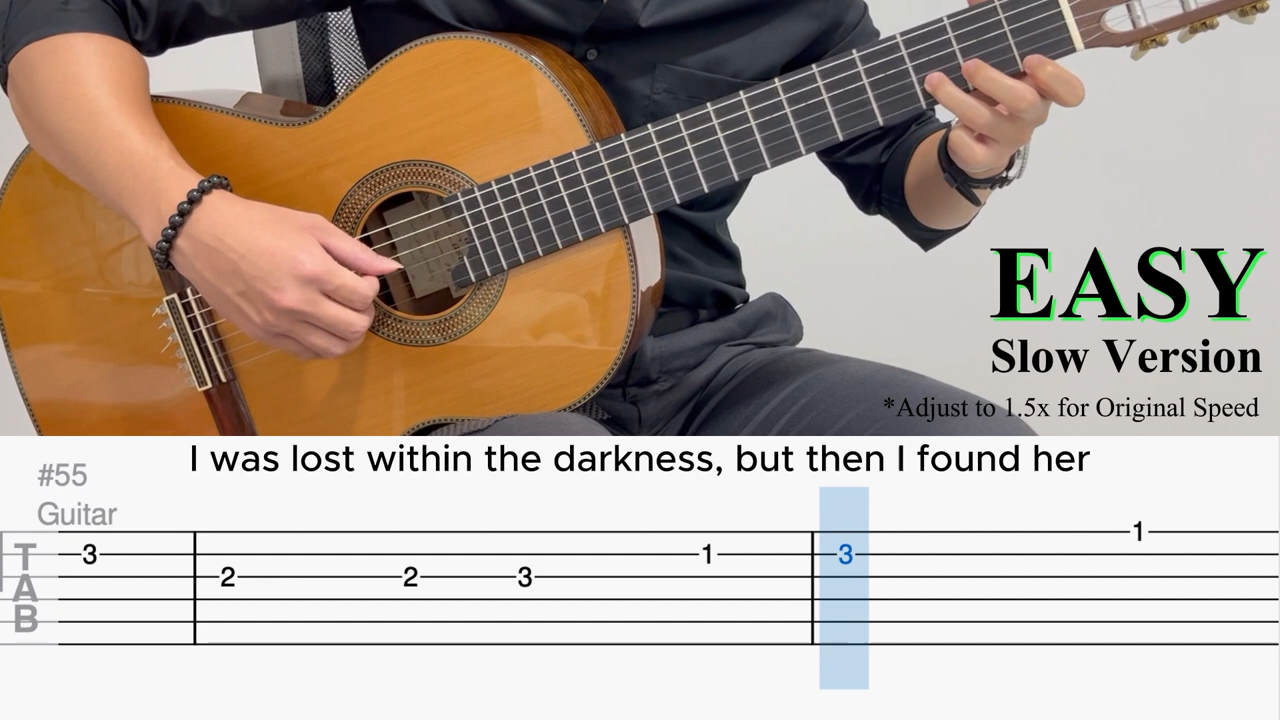 EASY
Slow Version
*Adjust to 1.5x for Original Speed
I was lost within the darkness, but then I found her
#55
Guitar
1
3 1 3
2 2 3
T
A
B